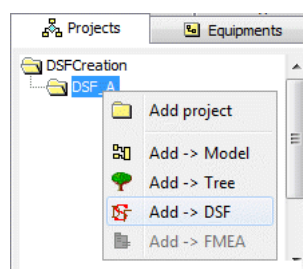 Projects
Equipments
DSFCreation
DSF_A
Add project
Add -> Model
Add -> Tree
Add -> DSF
Add -> FMEA